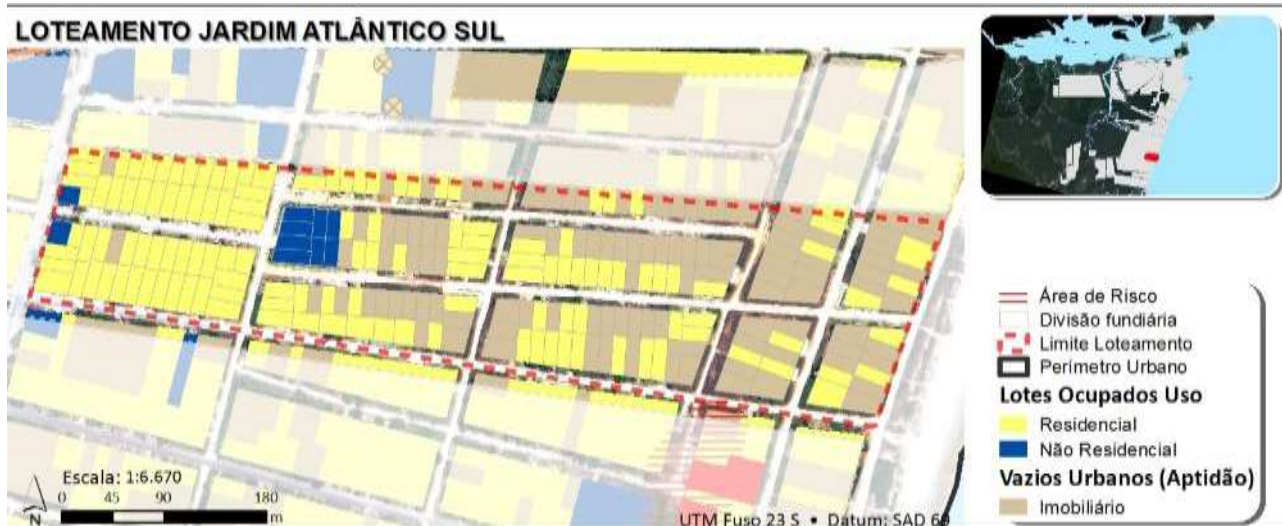 LOTEAMENTO JARDIM ATLÂNTICO SUL
Área de Risco
Divisão fundiária
Limite Loteamento
Perímetro Urbano
Lotes Ocupados Uso
Residencial
Não Residencial
Vazios Urbanos (Aptidão)
Imobiliário
Escala: 1:6.670
0 45 90 180
m
N
UTM Fuso 23 S • Datum: SAD 69